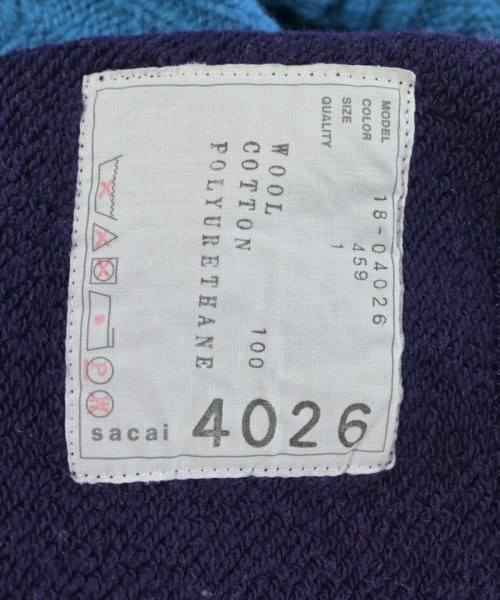 MODEL 18-04026
COLOR 459
SIZE 1
QUALITY
WOOL
COTTON 100
POLYURETHANE
P
W
sacai 4026